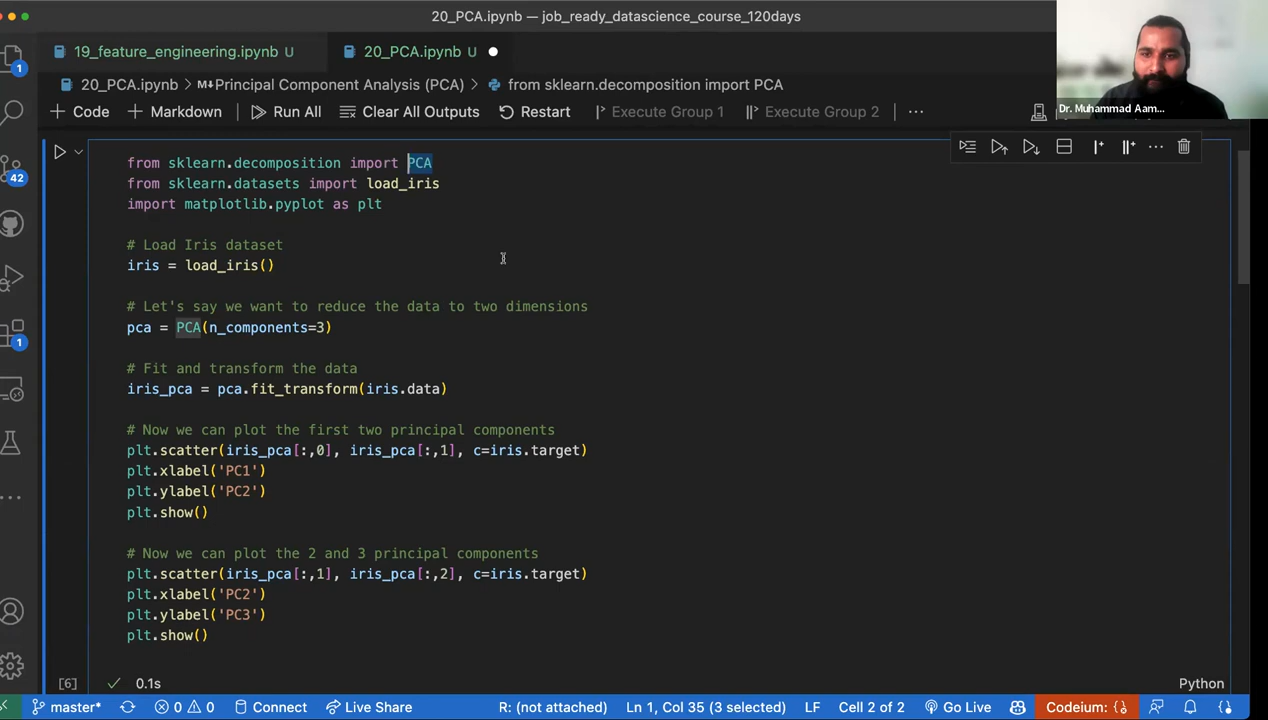 20_PCA.ipynb — job_ready_datascience_course_120days
19_feature_engineering.ipynb U
20_PCA.ipynb U
20_PCA.ipynb > M↓Principal Component Analysis (PCA) > from sklearn.decomposition import PCA
+ Code + Markdown Run All Clear All Outputs Restart Execute Group 1 Execute Group 2 ...
Dr. Muhammad Aam...
1
42
1
from sklearn.decomposition import PCA
from sklearn.datasets import load_iris
import matplotlib.pyplot as plt
# Load Iris dataset
iris = load_iris()
# Let's say we want to reduce the data to two dimensions
pca = PCA(n_components=3)
# Fit and transform the data
iris_pca = pca.fit_transform(iris.data)
# Now we can plot the first two principal components
plt.scatter(iris_pca[:,0], iris_pca[:,1], c=iris.target)
plt.xlabel('PC1')
plt.ylabel('PC2')
plt.show()
# Now we can plot the 2 and 3 principal components
plt.scatter(iris_pca[:,1], iris_pca[:,2], c=iris.target)
plt.xlabel('PC2')
plt.ylabel('PC3')
plt.show()
[6] ✓ 0.1s Python
master* 0 0 Connect Live Share R: (not attached) Ln 1, Col 35 (3 selected) LF Cell 2 of 2 Go Live Codeium: {}